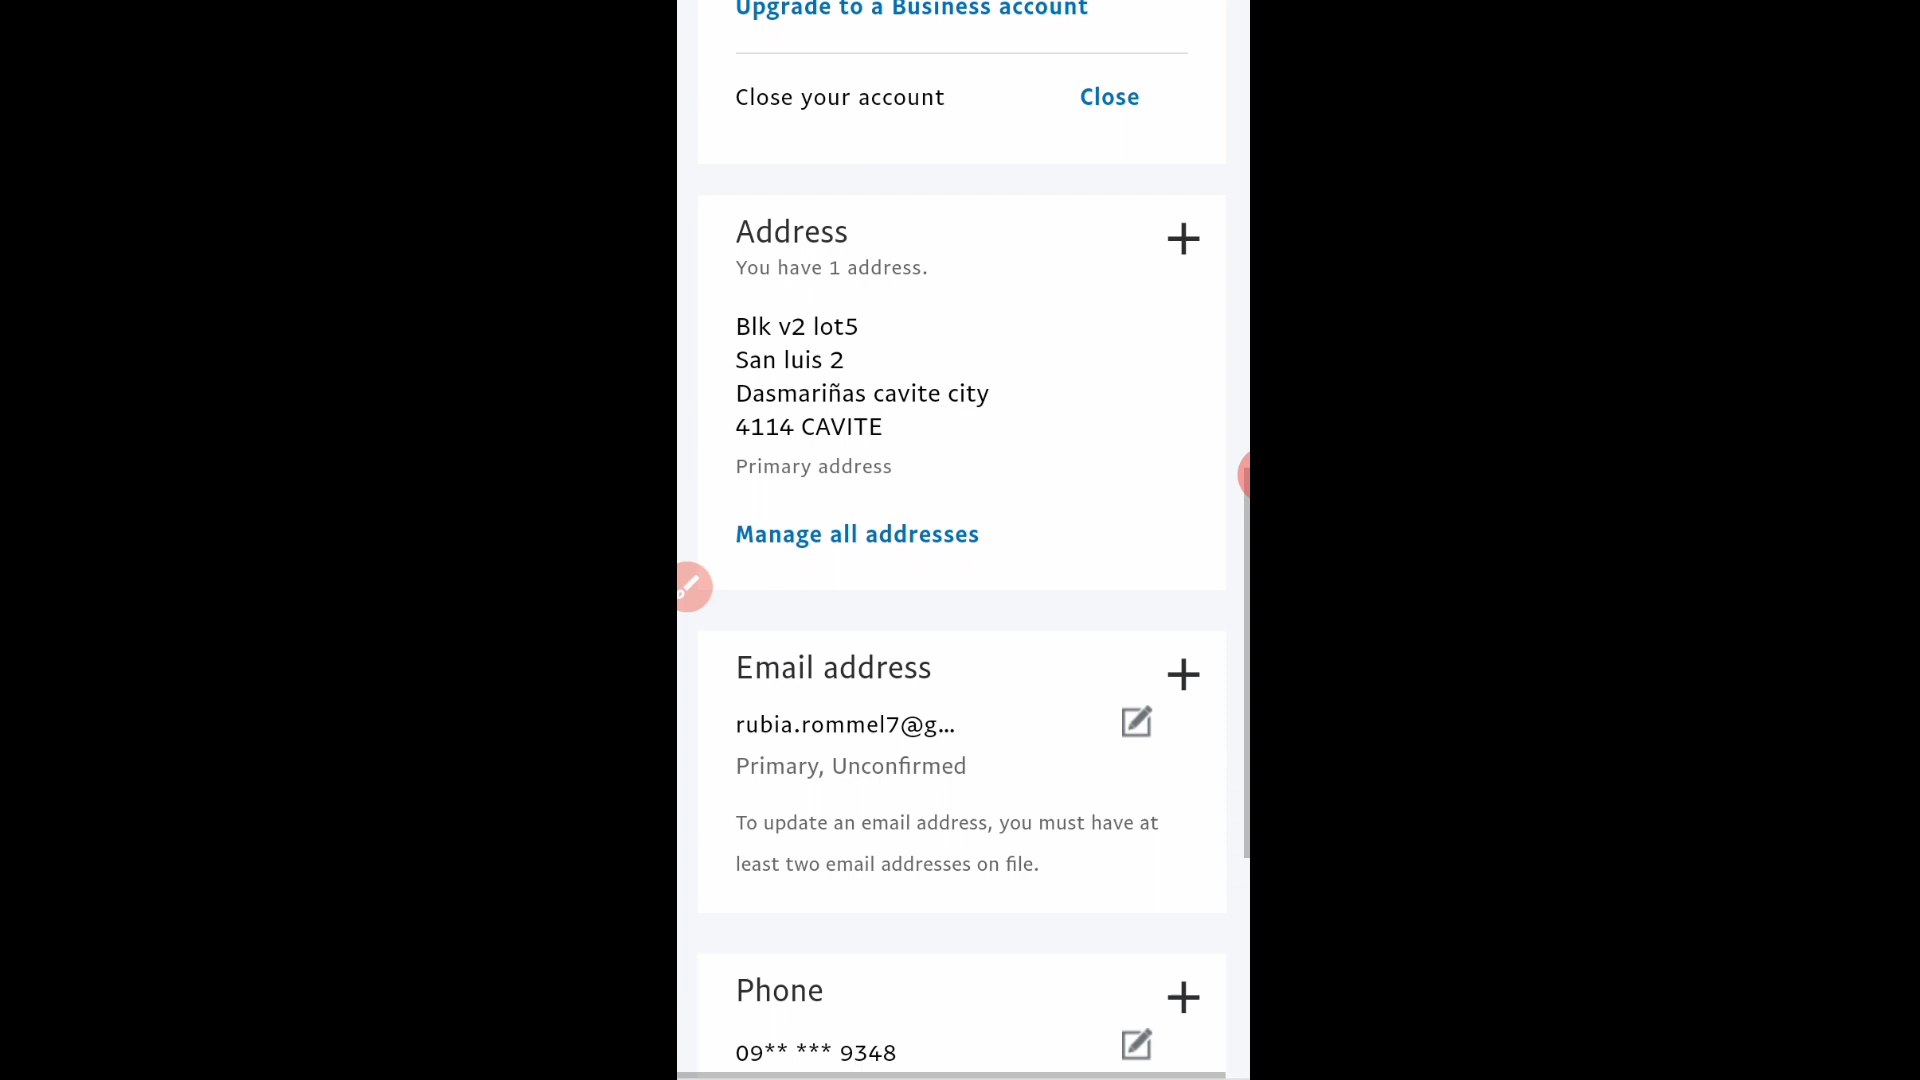 Upgrade to a Business account
Close your account
Close
Address
You have 1 address.
Blk v2 lot5
San luis 2
Dasmariñas cavite city
4114 CAVITE
Primary address
Manage all addresses
Email address
rubia.rommel7@g...
Primary, Unconfirmed
To update an email address, you must have at
least two email addresses on file.
Phone
09** *** 9348